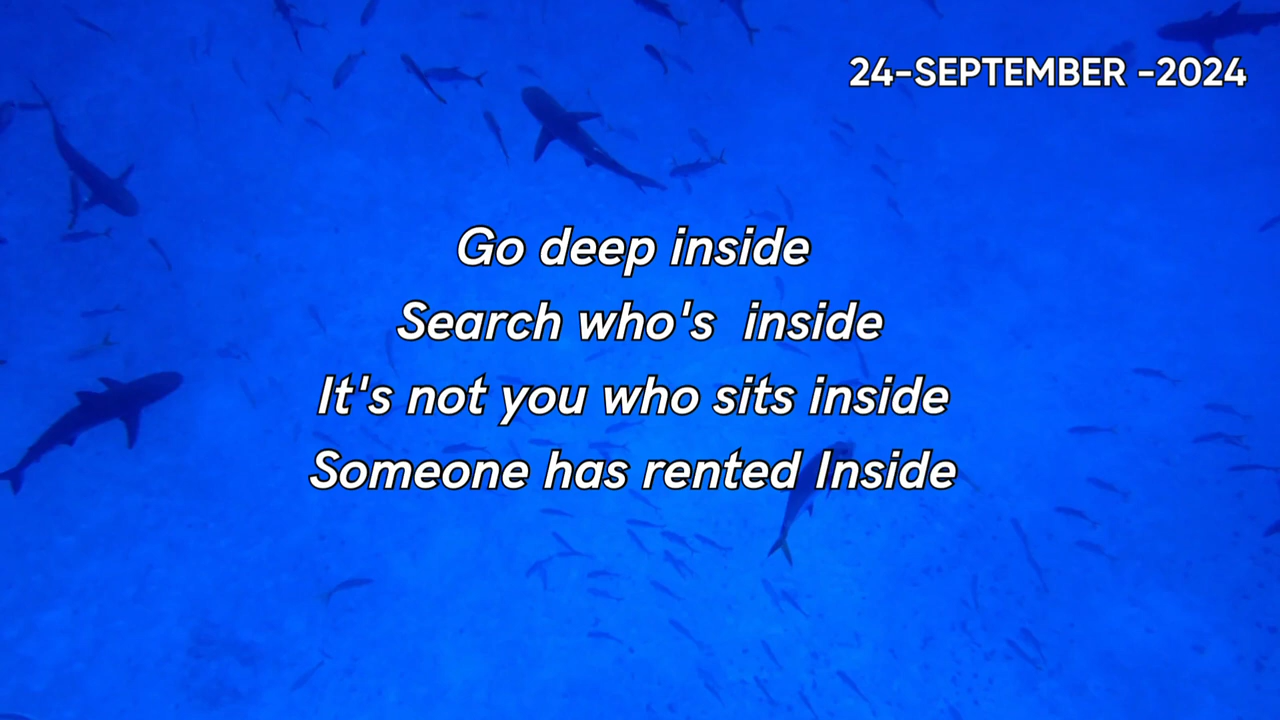 24-SEPTEMBER -2024
Go deep inside
Search who's  inside
It's not you who sits inside
Someone has rented Inside